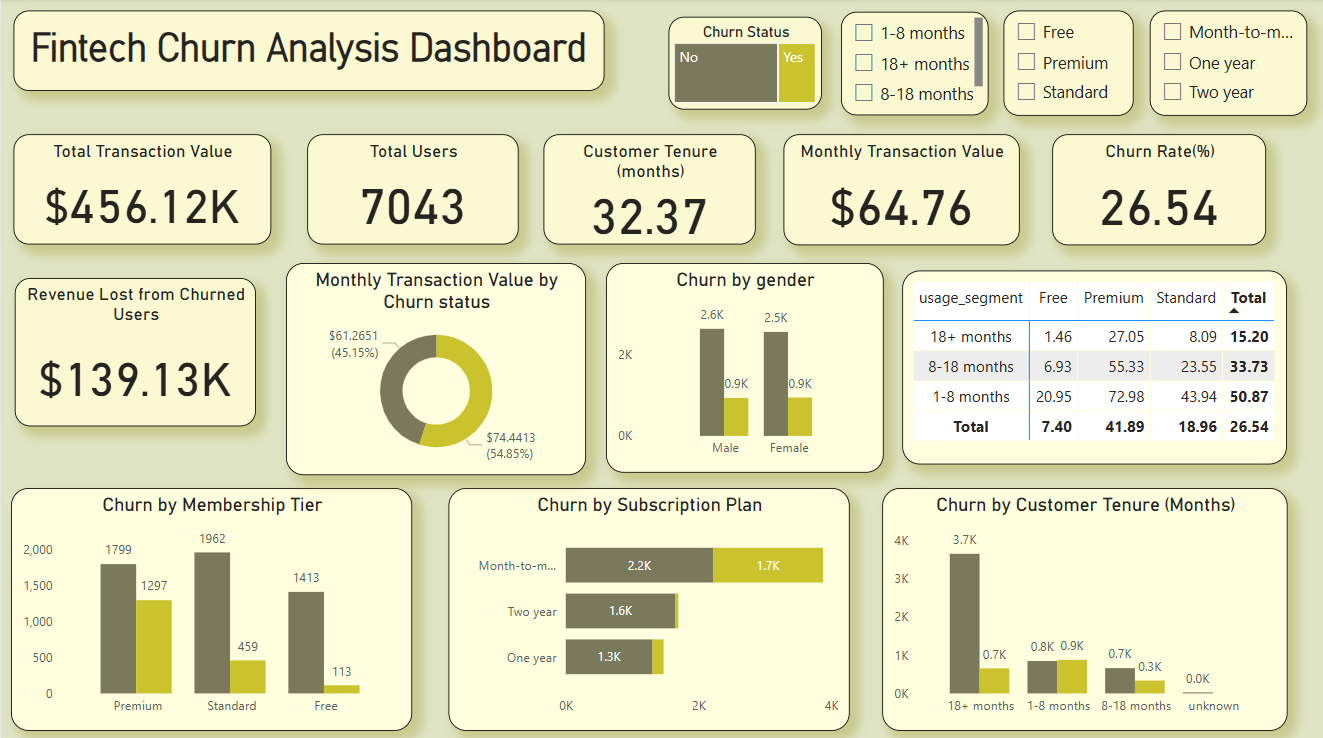 Fintech Churn Analysis Dashboard
Churn Status
No
Yes
1-8 months
18+ months
8-18 months
Free
Premium
Standard
Month-to-m...
One year
Two year
Total Transaction Value
$456.12K
Total Users
7043
Customer Tenure
(months)
32.37
Monthly Transaction Value
$64.76
Churn Rate(%)
26.54
Revenue Lost from Churned
Users
$139.13K
Monthly Transaction Value by
Churn status
$61.2651
(45.15%)
$74.4413
(54.85%)
Churn by gender
2.6K
2.5K
2K
0.9K
0.9K
0K
Male
Female
usage_segment Free Premium Standard Total
18+ months 1.46 27.05 8.09 15.20
8-18 months 6.93 55.33 23.55 33.73
1-8 months 20.95 72.98 43.94 50.87
Total 7.40 41.89 18.96 26.54
Churn by Membership Tier
2,000
1,500
1,000
500
0
1799
1297
1962
459
1413
113
Premium
Standard
Free
Churn by Subscription Plan
Month-to-m...
2.2K
1.7K
Two year
1.6K
One year
1.3K
0K
2K
4K
Churn by Customer Tenure (Months)
4K
3K
2K
1K
0K
3.7K
0.7K
0.8K
0.9K
0.7K
0.3K
0.0K
18+ months
1-8 months
8-18 months
unknown